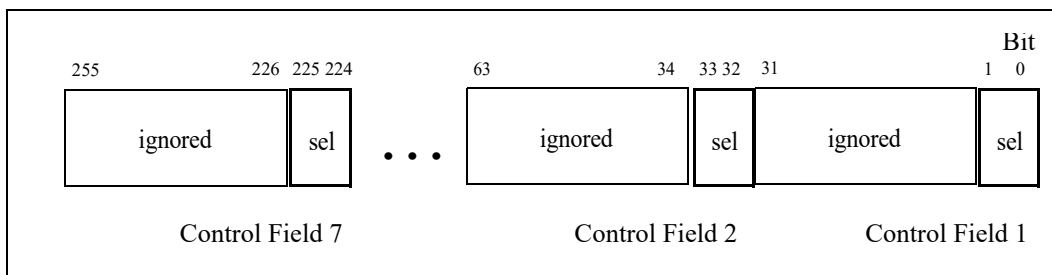 Bit
255 226 225 224 63 34 33 32 31 1 0
ignored sel ... ignored sel ignored sel
Control Field 7 Control Field 2 Control Field 1